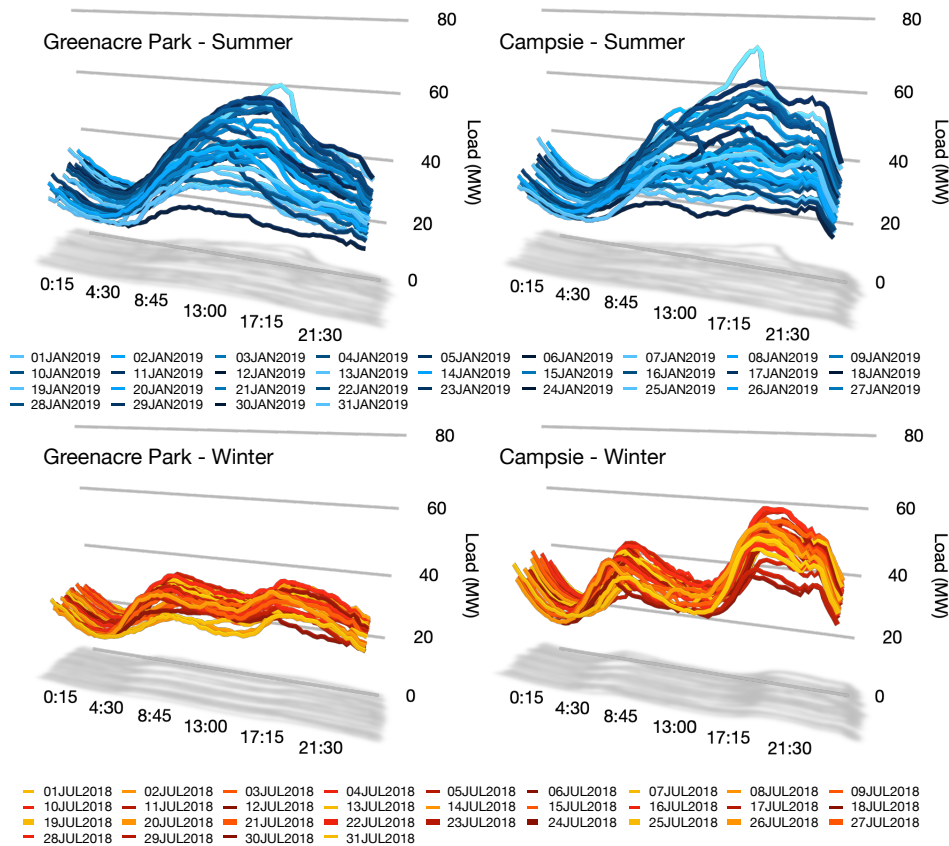 Greenacre Park - Summer
80
60
40
20
0
Load (MW)
0:15 4:30 8:45 13:00 17:15 21:30
Campsie - Summer
80
60
40
20
0
Load (MW)
0:15 4:30 8:45 13:00 17:15 21:30
01JAN2019 02JAN2019 03JAN2019 04JAN2019 05JAN2019 06JAN2019 07JAN2019 08JAN2019 09JAN2019
10JAN2019 11JAN2019 12JAN2019 13JAN2019 14JAN2019 15JAN2019 16JAN2019 17JAN2019 18JAN2019
19JAN2019 20JAN2019 21JAN2019 22JAN2019 23JAN2019 24JAN2019 25JAN2019 26JAN2019 27JAN2019
28JAN2019 29JAN2019 30JAN2019 31JAN2019
Greenacre Park - Winter
80
60
40
20
0
Load (MW)
0:15 4:30 8:45 13:00 17:15 21:30
Campsie - Winter
80
60
40
20
0
Load (MW)
0:15 4:30 8:45 13:00 17:15 21:30
01JUL2018 02JUL2018 03JUL2018 04JUL2018 05JUL2018 06JUL2018 07JUL2018 08JUL2018 09JUL2018
10JUL2018 11JUL2018 12JUL2018 13JUL2018 14JUL2018 15JUL2018 16JUL2018 17JUL2018 18JUL2018
19JUL2018 20JUL2018 21JUL2018 22JUL2018 23JUL2018 24JUL2018 25JUL2018 26JUL2018 27JUL2018
28JUL2018 29JUL2018 30JUL2018 31JUL2018